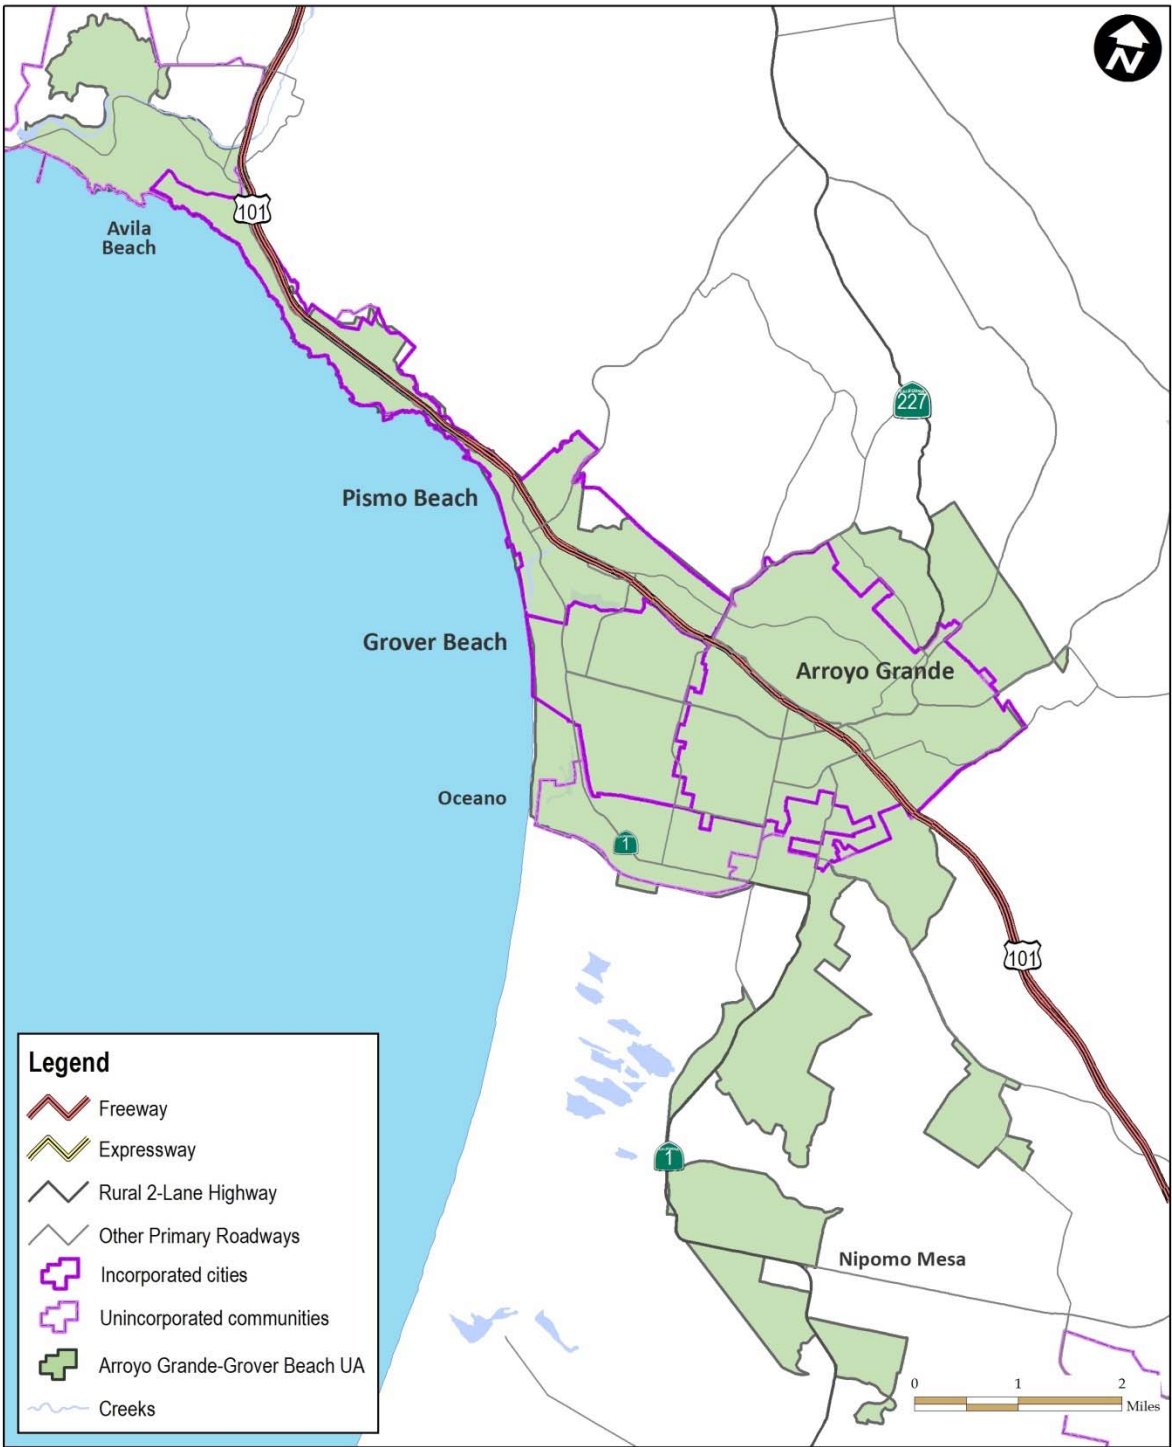 N
101
Avila
Beach
227
Pismo Beach
Grover Beach
Arroyo Grande
Oceano
1
101
1
Nipomo Mesa
Legend
Freeway
Expressway
Rural 2-Lane Highway
Other Primary Roadways
Incorporated cities
Unincorporated communities
Arroyo Grande-Grover Beach UA
Creeks
0 1 2
Miles